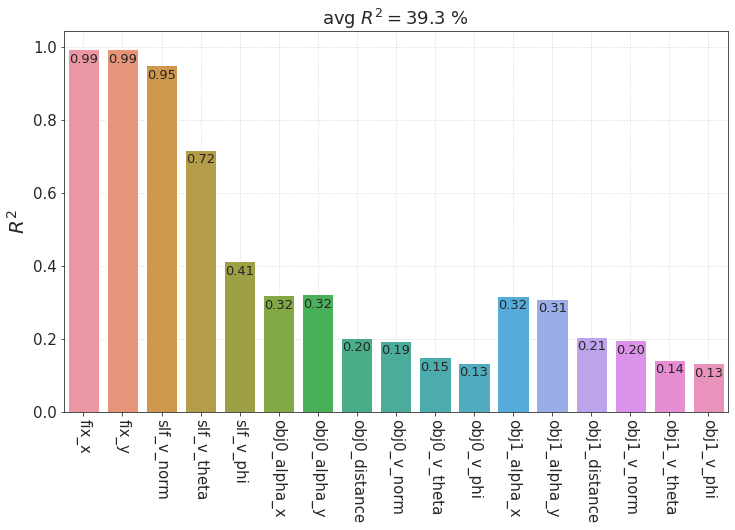 avg R² = 39.3 %
R²
1.0
0.8
0.6
0.4
0.2
0.0
0.99
0.99
0.95
0.72
0.41
0.32
0.32
0.20
0.19
0.15
0.13
0.32
0.31
0.21
0.20
0.14
0.13
fix_x
fix_y
slf_v_norm
slf_v_theta
slf_v_phi
obj0_alpha_x
obj0_alpha_y
obj0_distance
obj0_v_norm
obj0_v_theta
obj0_v_phi
obj1_alpha_x
obj1_alpha_y
obj1_distance
obj1_v_norm
obj1_v_theta
obj1_v_phi